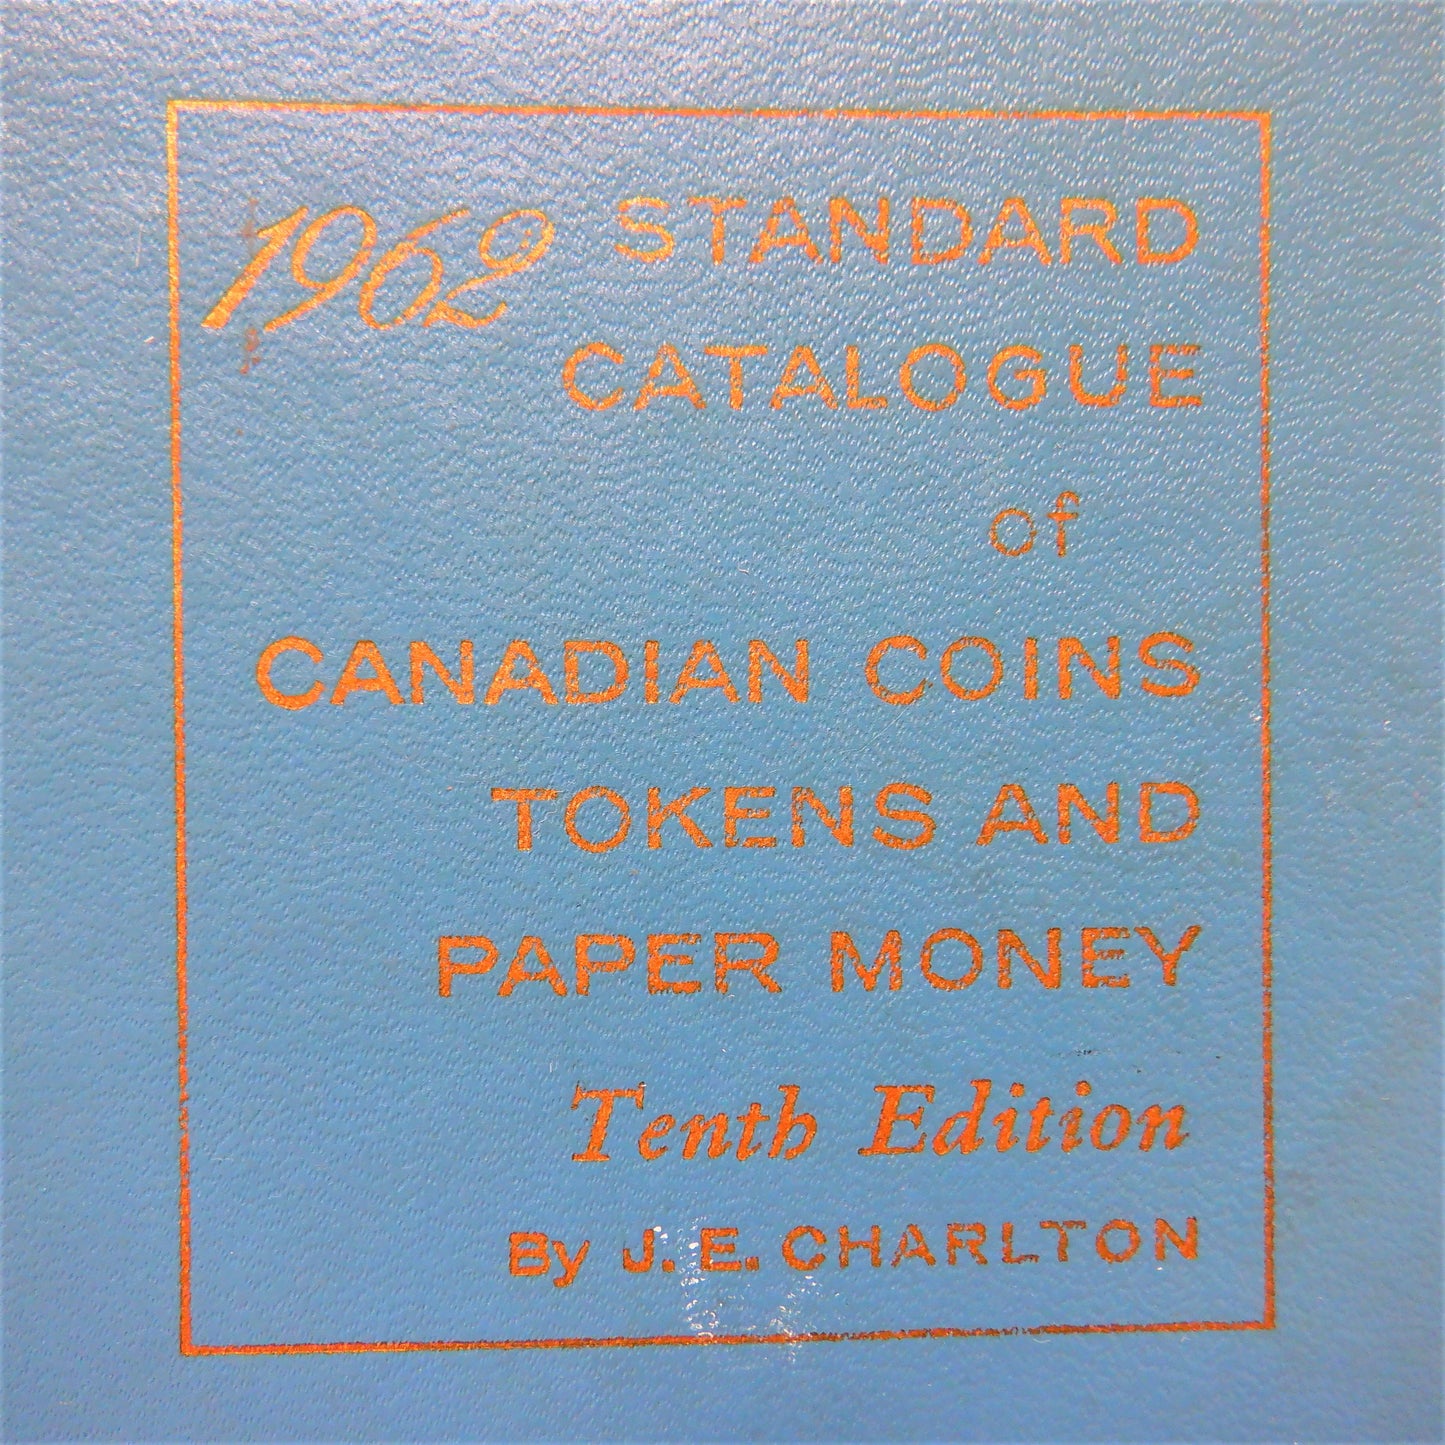 1962 STANDARD
CATALOGUE
of
CANADIAN COINS
TOKENS AND
PAPER MONEY
Tenth Edition
By J. E. CHARLTON